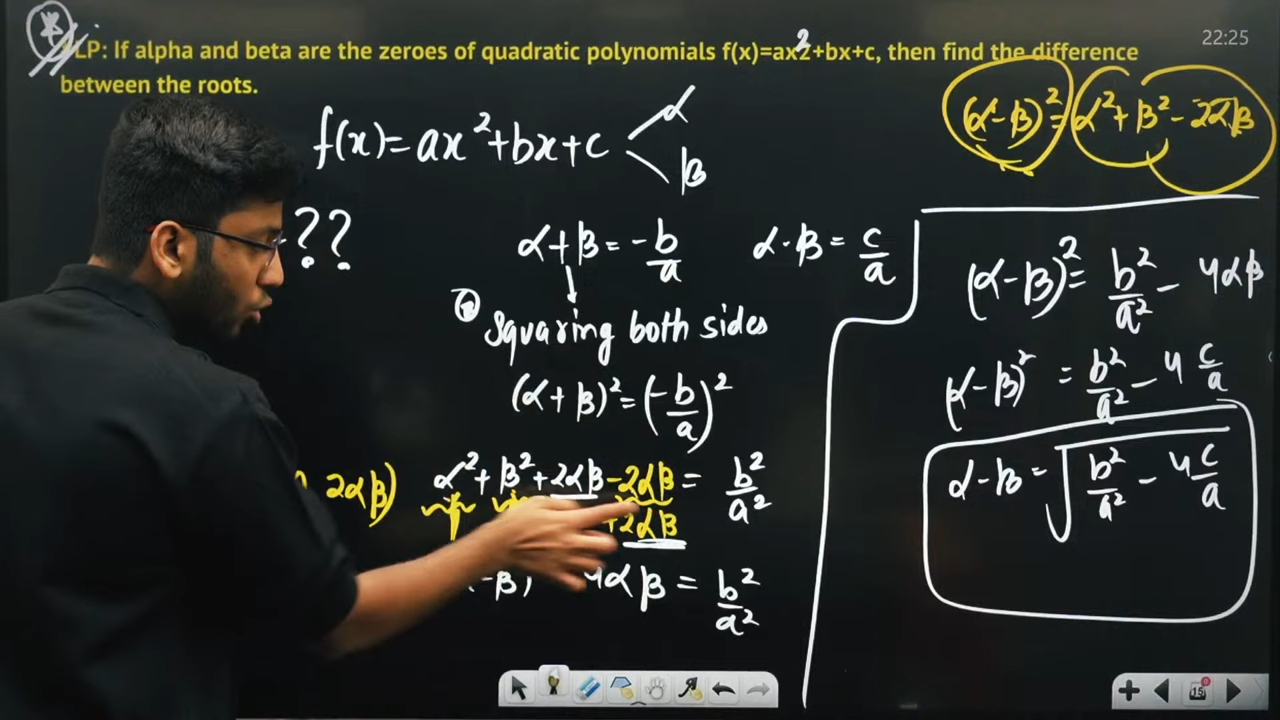 LP: If alpha and beta are the zeroes of quadratic polynomials f(x)=ax2+bx+c, then find the difference
between the roots.
22:25
f(x)=ax²+bx+c
α
β
??
α+β=-b/a
α·β=c/a
Squaring both sides
(α+β)²=(-b/a)²
2αβ)
α²+β²+2αβ-2αβ= b²/a²
+2αβ
-β)
4αβ = b²/a²
(α-β)²=α²+β²-2αβ
(α-β)²= b²/a² - 4αβ
(α-β)² = b²/a² - 4 c/a
α-β = √(b²/a² - 4 c/a)
15